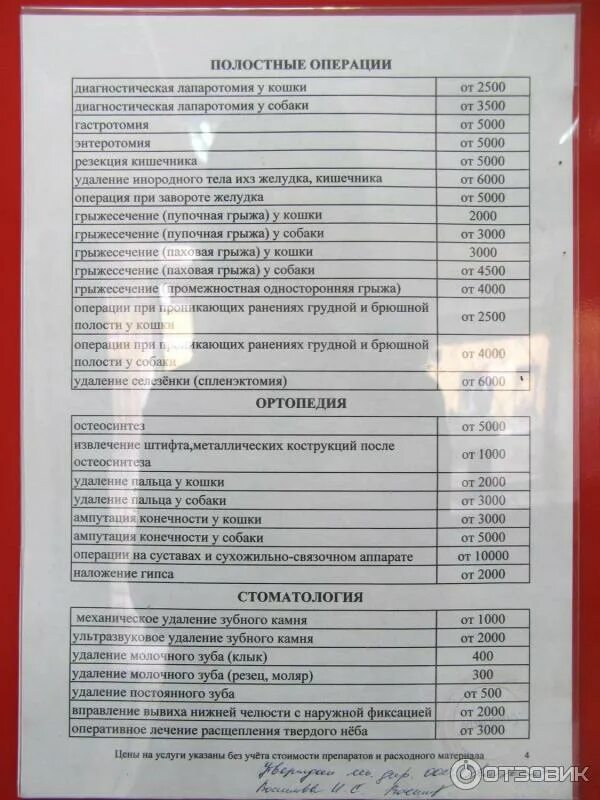 ПОЛОСТНЫЕ ОПЕРАЦИИ
диагностическая лапаротомия у кошки от 2500
диагностическая лапаротомия у собаки от 3500
гастротомия от 5000
энтеротомия от 5000
резекция кишечника от 5000
удаление инородного тела ихз желудка, кишечника от 6000
операция при завороте желудка от 5000
грыжесечение (пупочная грыжа) у кошки 2000
грыжесечение (пупочная грыжа) у собаки от 3000
грыжесечение (паховая грыжа) у кошки 3000
грыжесечение (паховая грыжа) у собаки от 4500
грыжесечение (промежностная односторонняя грыжа) от 4000
операции при проникающих ранениях грудной и брюшной
полости у кошки от 2500
операции при проникающих ранениях грудной и брюшной
полости у собаки от 4000
удаление селезёнки (спленэктомия) от 6000
ОРТОПЕДИЯ
остеосинтез от 5000
извлечение штифта,металлических кострукций после
остеосинтеза от 1000
удаление пальца у кошки от 2000
удаление пальца у собаки от 3000
ампутация конечности у кошки от 3000
ампутация конечности у собаки от 5000
операции на суставах и сухожильно-связочном аппарате от 10000
наложение гипса от 2000
СТОМАТОЛОГИЯ
механическое удаление зубного камня от 1000
ультразвуковое удаление зубного камня от 2000
удаление молочного зуба (клык) 400
удаление молочного зуба (резец, моляр) 300
удаление постоянного зуба от 500
вправление вывиха нижней челюсти с наружной фиксацией от 2000
оперативное лечение расщепления твердого нёба от 3000
Цены на услуги указаны без учёта стоимости препаратов и расходного материала 4
ОТЗОВИК